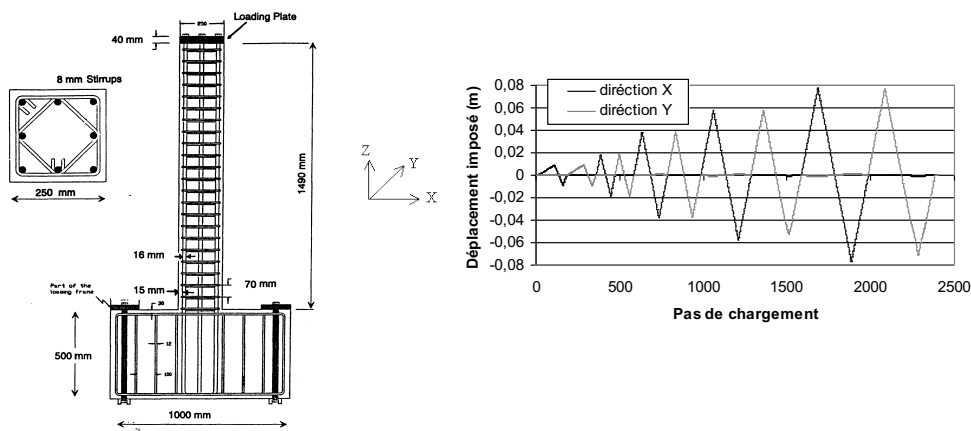 250
Loading Plate
40 mm
8 mm Stirrups
250 mm
1490 mm
Z
Y
X
16 mm
15 mm
70 mm
Part of the
loading frame
30
12
100
500 mm
1000 mm
Déplacement imposé (m)
0,08
0,06
0,04
0,02
0
-0,02
-0,04
-0,06
-0,08
diréction X
diréction Y
0
500
1000
1500
2000
2500
Pas de chargement